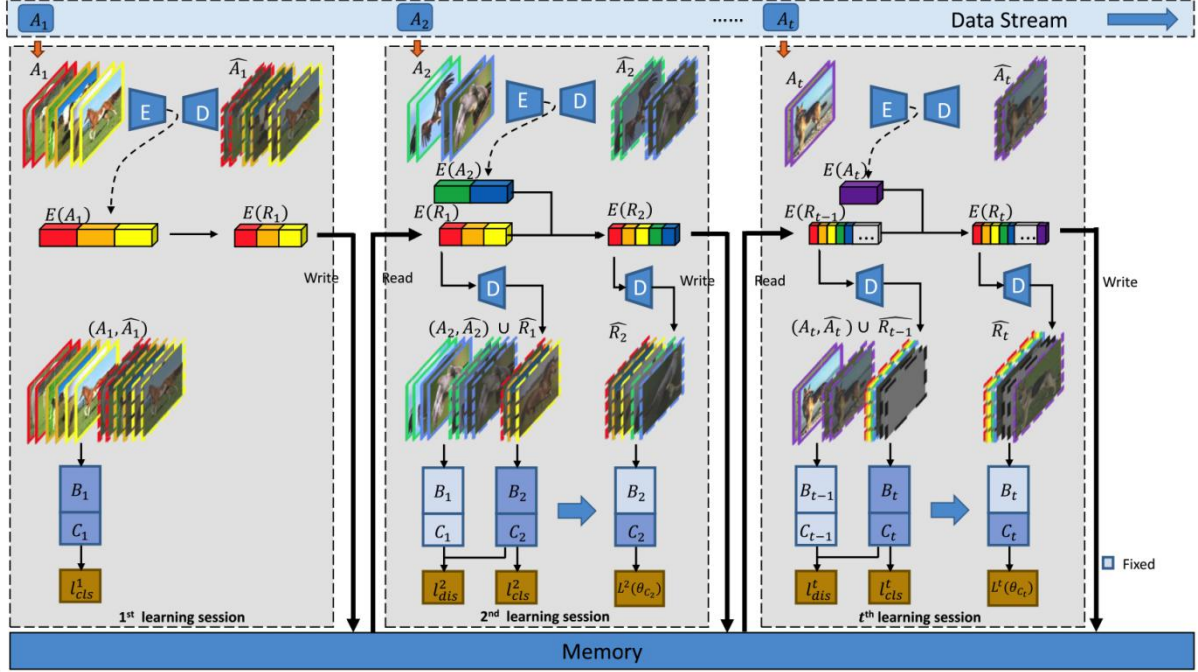 A₁
A₂
......
Aₜ
Data Stream
A₁
Â₁
E
D
E(A₁)
E(R₁)
Write
(A₁, Â₁)
B₁
C₁
l¹cls
1st learning session
A₂
Â₂
E
D
E(A₂)
E(R₁)
E(R₂)
Read
Write
D
D
(A₂, Â₂) ∪ R̂₁
R̂₂
B₁
C₁
B₂
C₂
B₂
C₂
l²dis
l²cls
L²(θC₂)
2nd learning session
Aₜ
Âₜ
E
D
E(Aₜ)
E(Rₜ₋₁)
...
E(Rₜ)
...
Read
Write
D
D
(Aₜ, Âₜ) ∪ R̂ₜ₋₁
R̂ₜ
Bₜ₋₁
Cₜ₋₁
Bₜ
Cₜ
Bₜ
Cₜ
lᵗdis
lᵗcls
Lᵗ(θCₜ)
tth learning session
Fixed
Memory